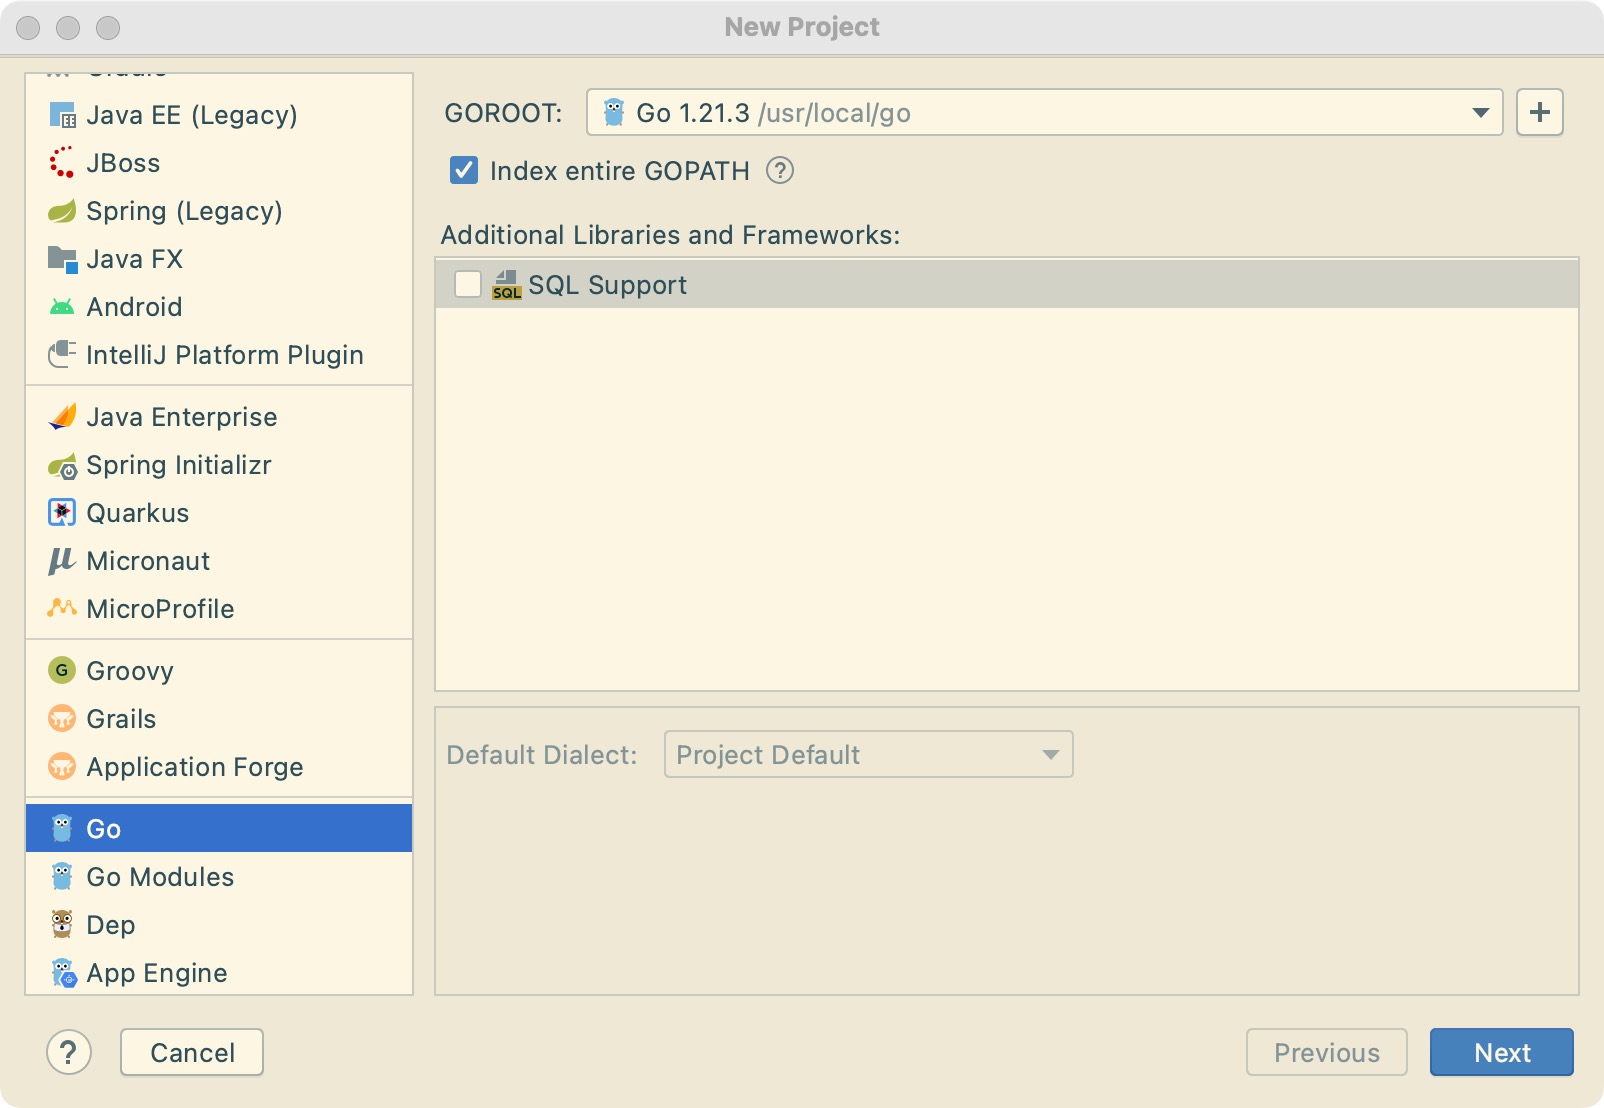 New Project
Java EE (Legacy)
JBoss
Spring (Legacy)
Java FX
Android
IntelliJ Platform Plugin
Java Enterprise
Spring Initializr
Quarkus
Micronaut
MicroProfile
G Groovy
Grails
Application Forge
Go
Go Modules
Dep
App Engine
GOROOT: Go 1.21.3 /usr/local/go +
Index entire GOPATH ?
Additional Libraries and Frameworks:
SQL SQL Support
Default Dialect: Project Default
? Cancel Previous Next